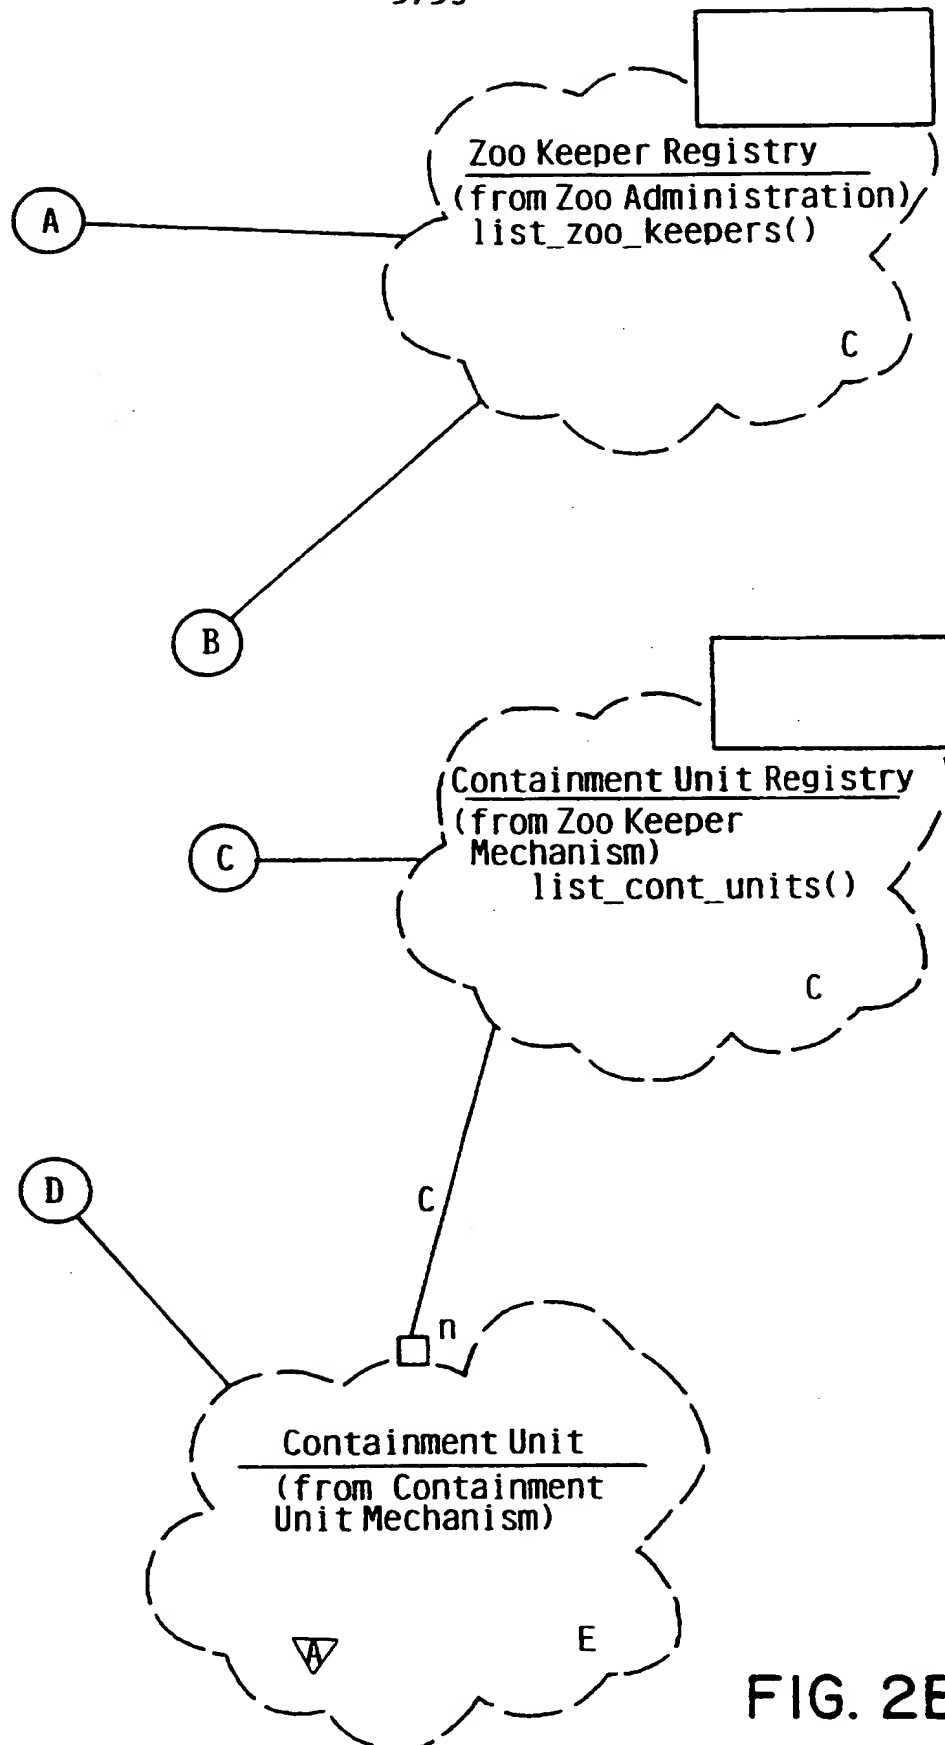 Zoo Keeper Registry
(from Zoo Administration)
list_zoo_keepers()
A
C
B
Containment Unit Registry
(from Zoo Keeper
Mechanism)
list_cont_units()
C
C
D
C
n
Containment Unit
(from Containment
Unit Mechanism)
A
E
FIG. 2B